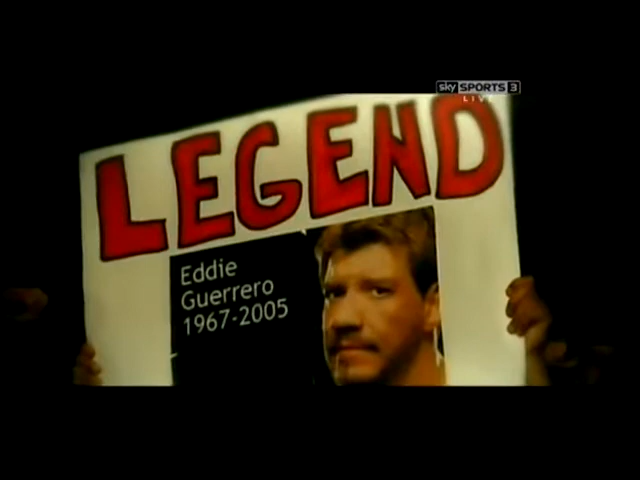 sky SPORTS 3
LIVE
LEGEND
Eddie
Guerrero
1967-2005